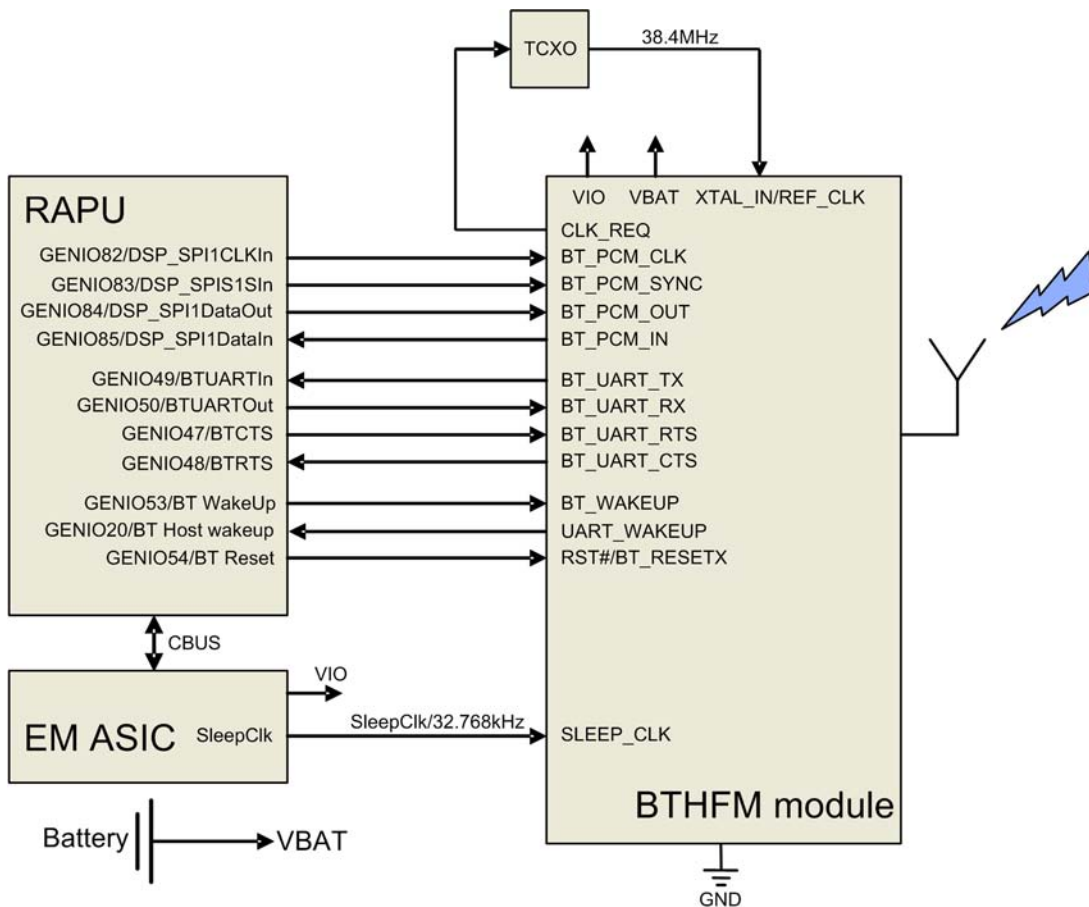 TCXO
38.4MHz
VIO VBAT XTAL_IN/REF_CLK
RAPU
CLK_REQ
GENIO82/DSP_SPI1CLKIn BT_PCM_CLK
GENIO83/DSP_SPIS1SIn BT_PCM_SYNC
GENIO84/DSP_SPI1DataOut BT_PCM_OUT
GENIO85/DSP_SPI1DataIn BT_PCM_IN
GENIO49/BTUARTIn BT_UART_TX
GENIO50/BTUARTOut BT_UART_RX
GENIO47/BTCTS BT_UART_RTS
GENIO48/BTRTS BT_UART_CTS
GENIO53/BT WakeUp BT_WAKEUP
GENIO20/BT Host wakeup UART_WAKEUP
GENIO54/BT Reset RST#/BT_RESETX
CBUS
VIO
SleepClk/32.768kHz
EM ASIC SleepClk SLEEP_CLK
BTHFM module
Battery VBAT
GND